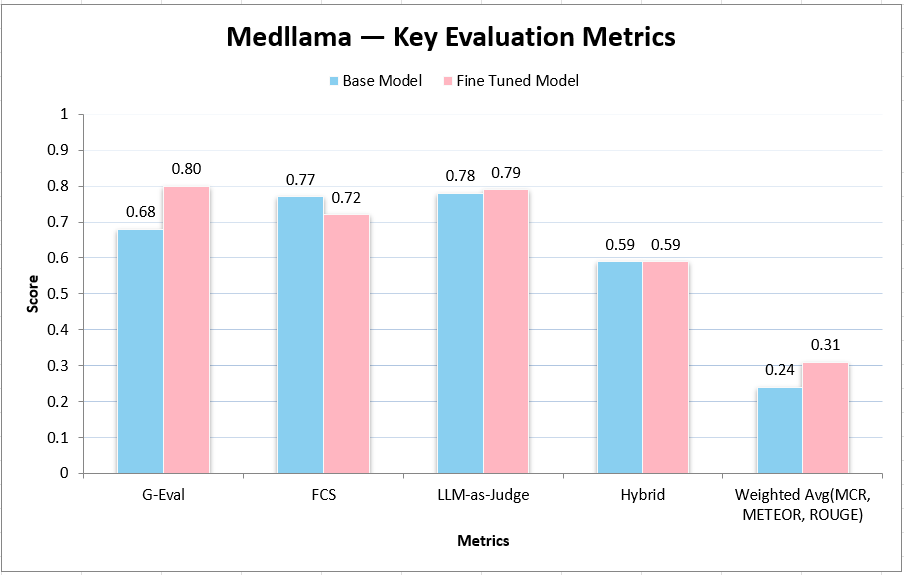 Medllama — Key Evaluation Metrics
Base Model Fine Tuned Model
1
0.9
0.8
0.7
0.6
0.5
0.4
0.3
0.2
0.1
0
Score
0.68 0.80
0.77 0.72
0.78 0.79
0.59 0.59
0.24 0.31
G-Eval FCS LLM-as-Judge Hybrid Weighted Avg(MCR,
METEOR, ROUGE)
Metrics